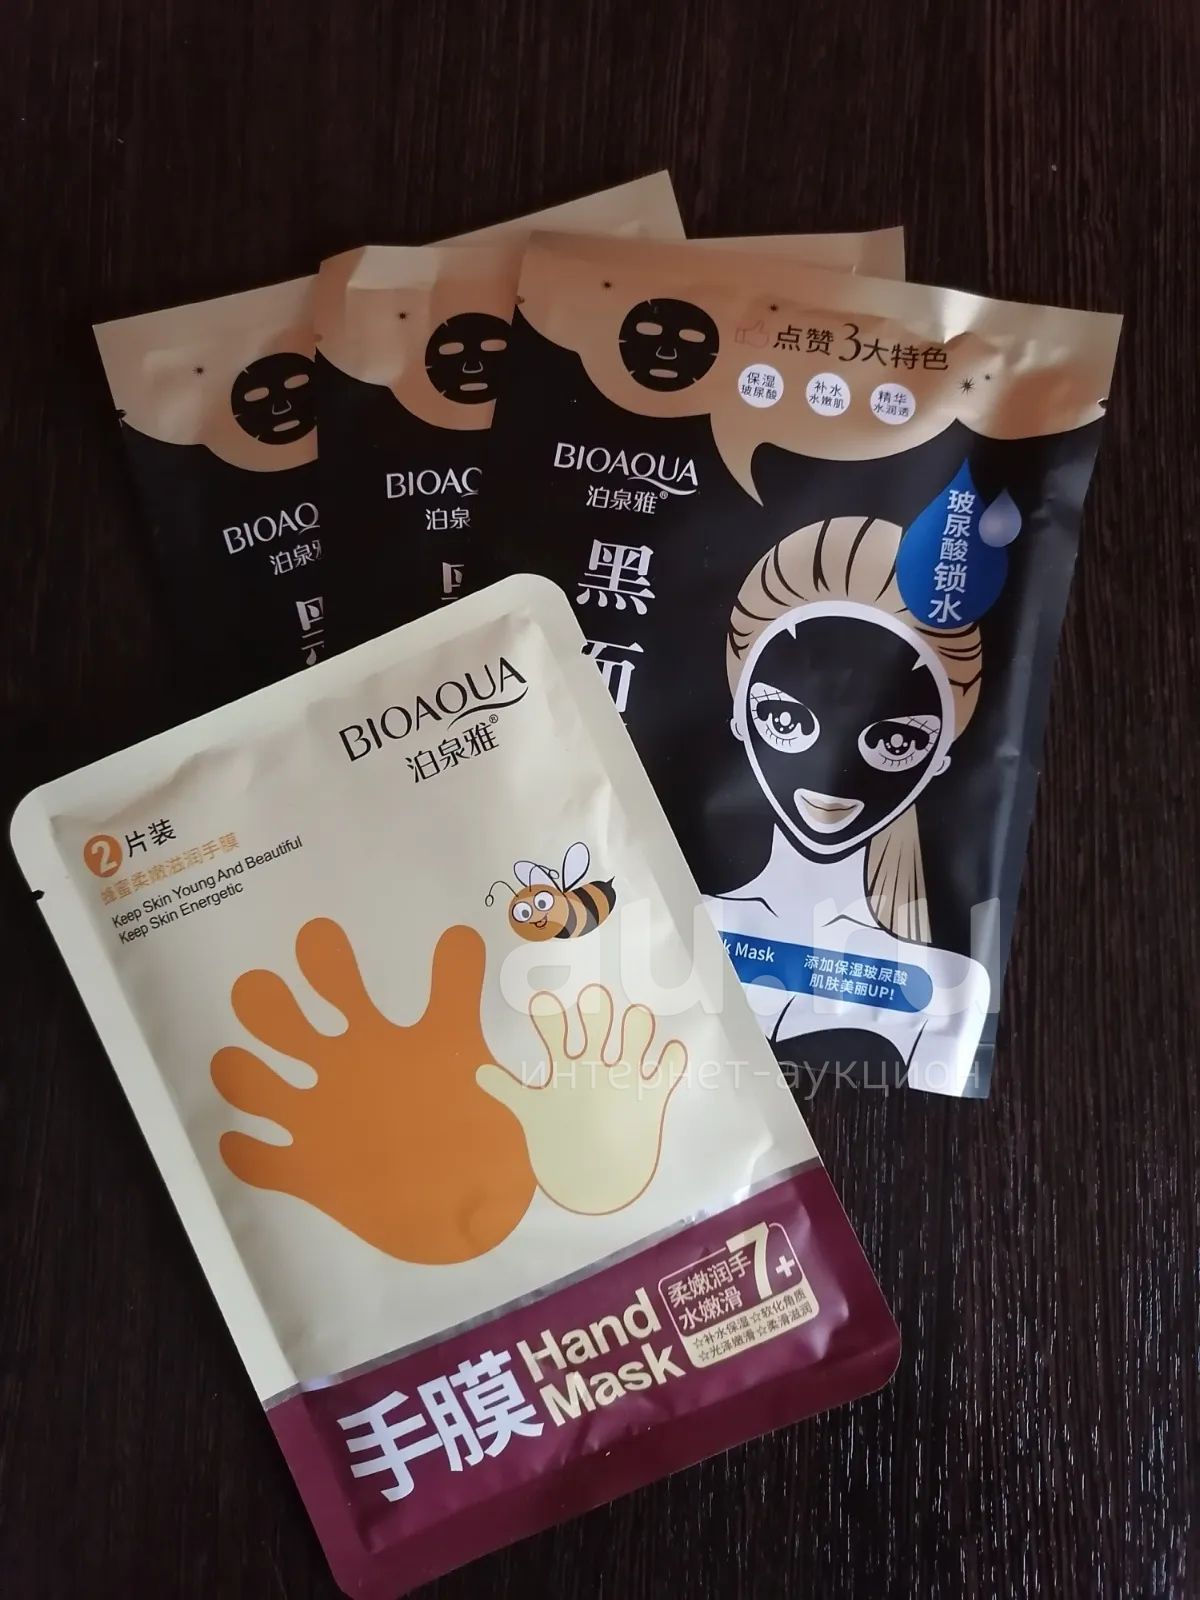 点赞3大特色
保湿
玻尿酸
补水
水嫩肌
精华
水润透
BIOAQUA
泊泉雅®
黑
面
玻尿酸锁水
Mask
添加保湿玻尿酸
肌肤美丽UP!
BIOAQ
泊泉
BIOAQ
泊泉
BIOAQUA
泊泉雅®
2片装
蜂蜜柔嫩滋润手膜
Keep Skin Young And Beautiful
Keep Skin Energetic
柔嫩润手
水嫩滑
7+
☆补水保湿☆软化角质
☆光泽嫩滑☆柔滑滋润
手膜
Hand
Mask
au.ru
интернет-аукцион